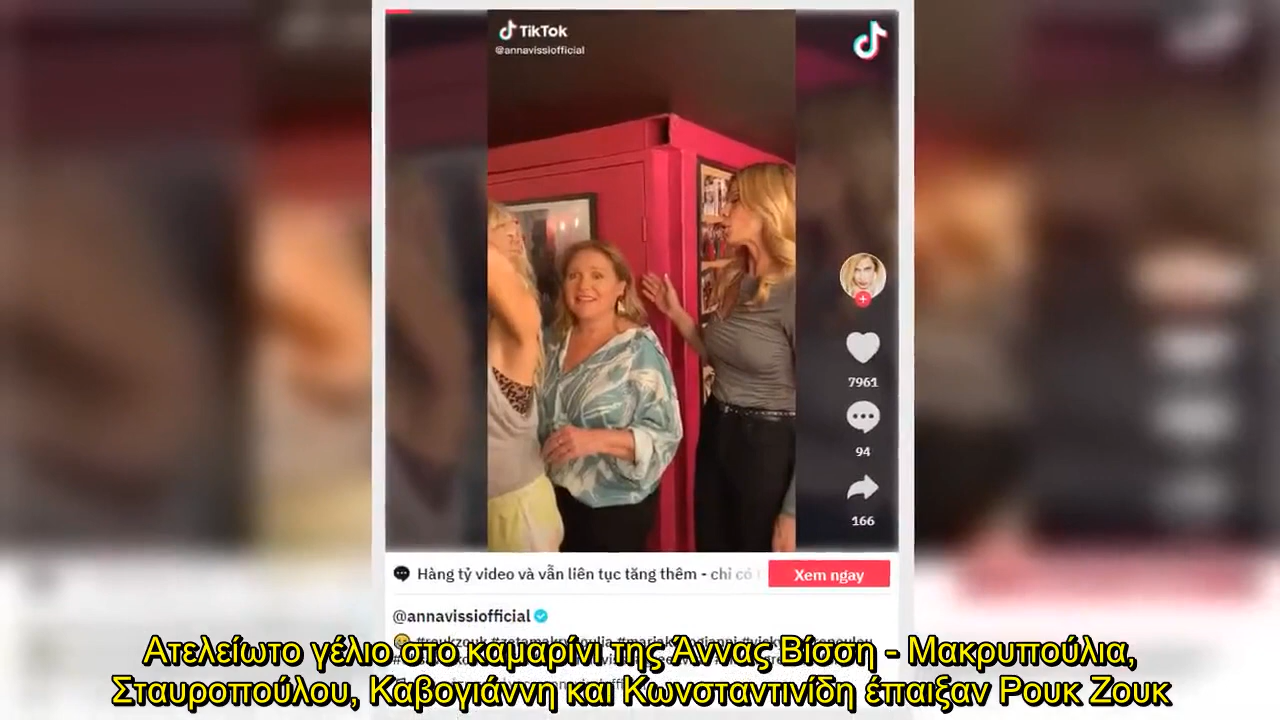 TikTok
@annavissiofficial
7961
94
166
Hàng tỷ video và vẫn liên tục tăng thêm - chỉ có
Xem ngay
@annavissiofficial
Ατελείωτο γέλιο στο καμαρίνι της Άννας Βίσση - Μακρυπούλια,
Σταυροπούλου, Καβογιάννη και Κωνσταντινίδη έπαιξαν Ρουκ Ζουκ